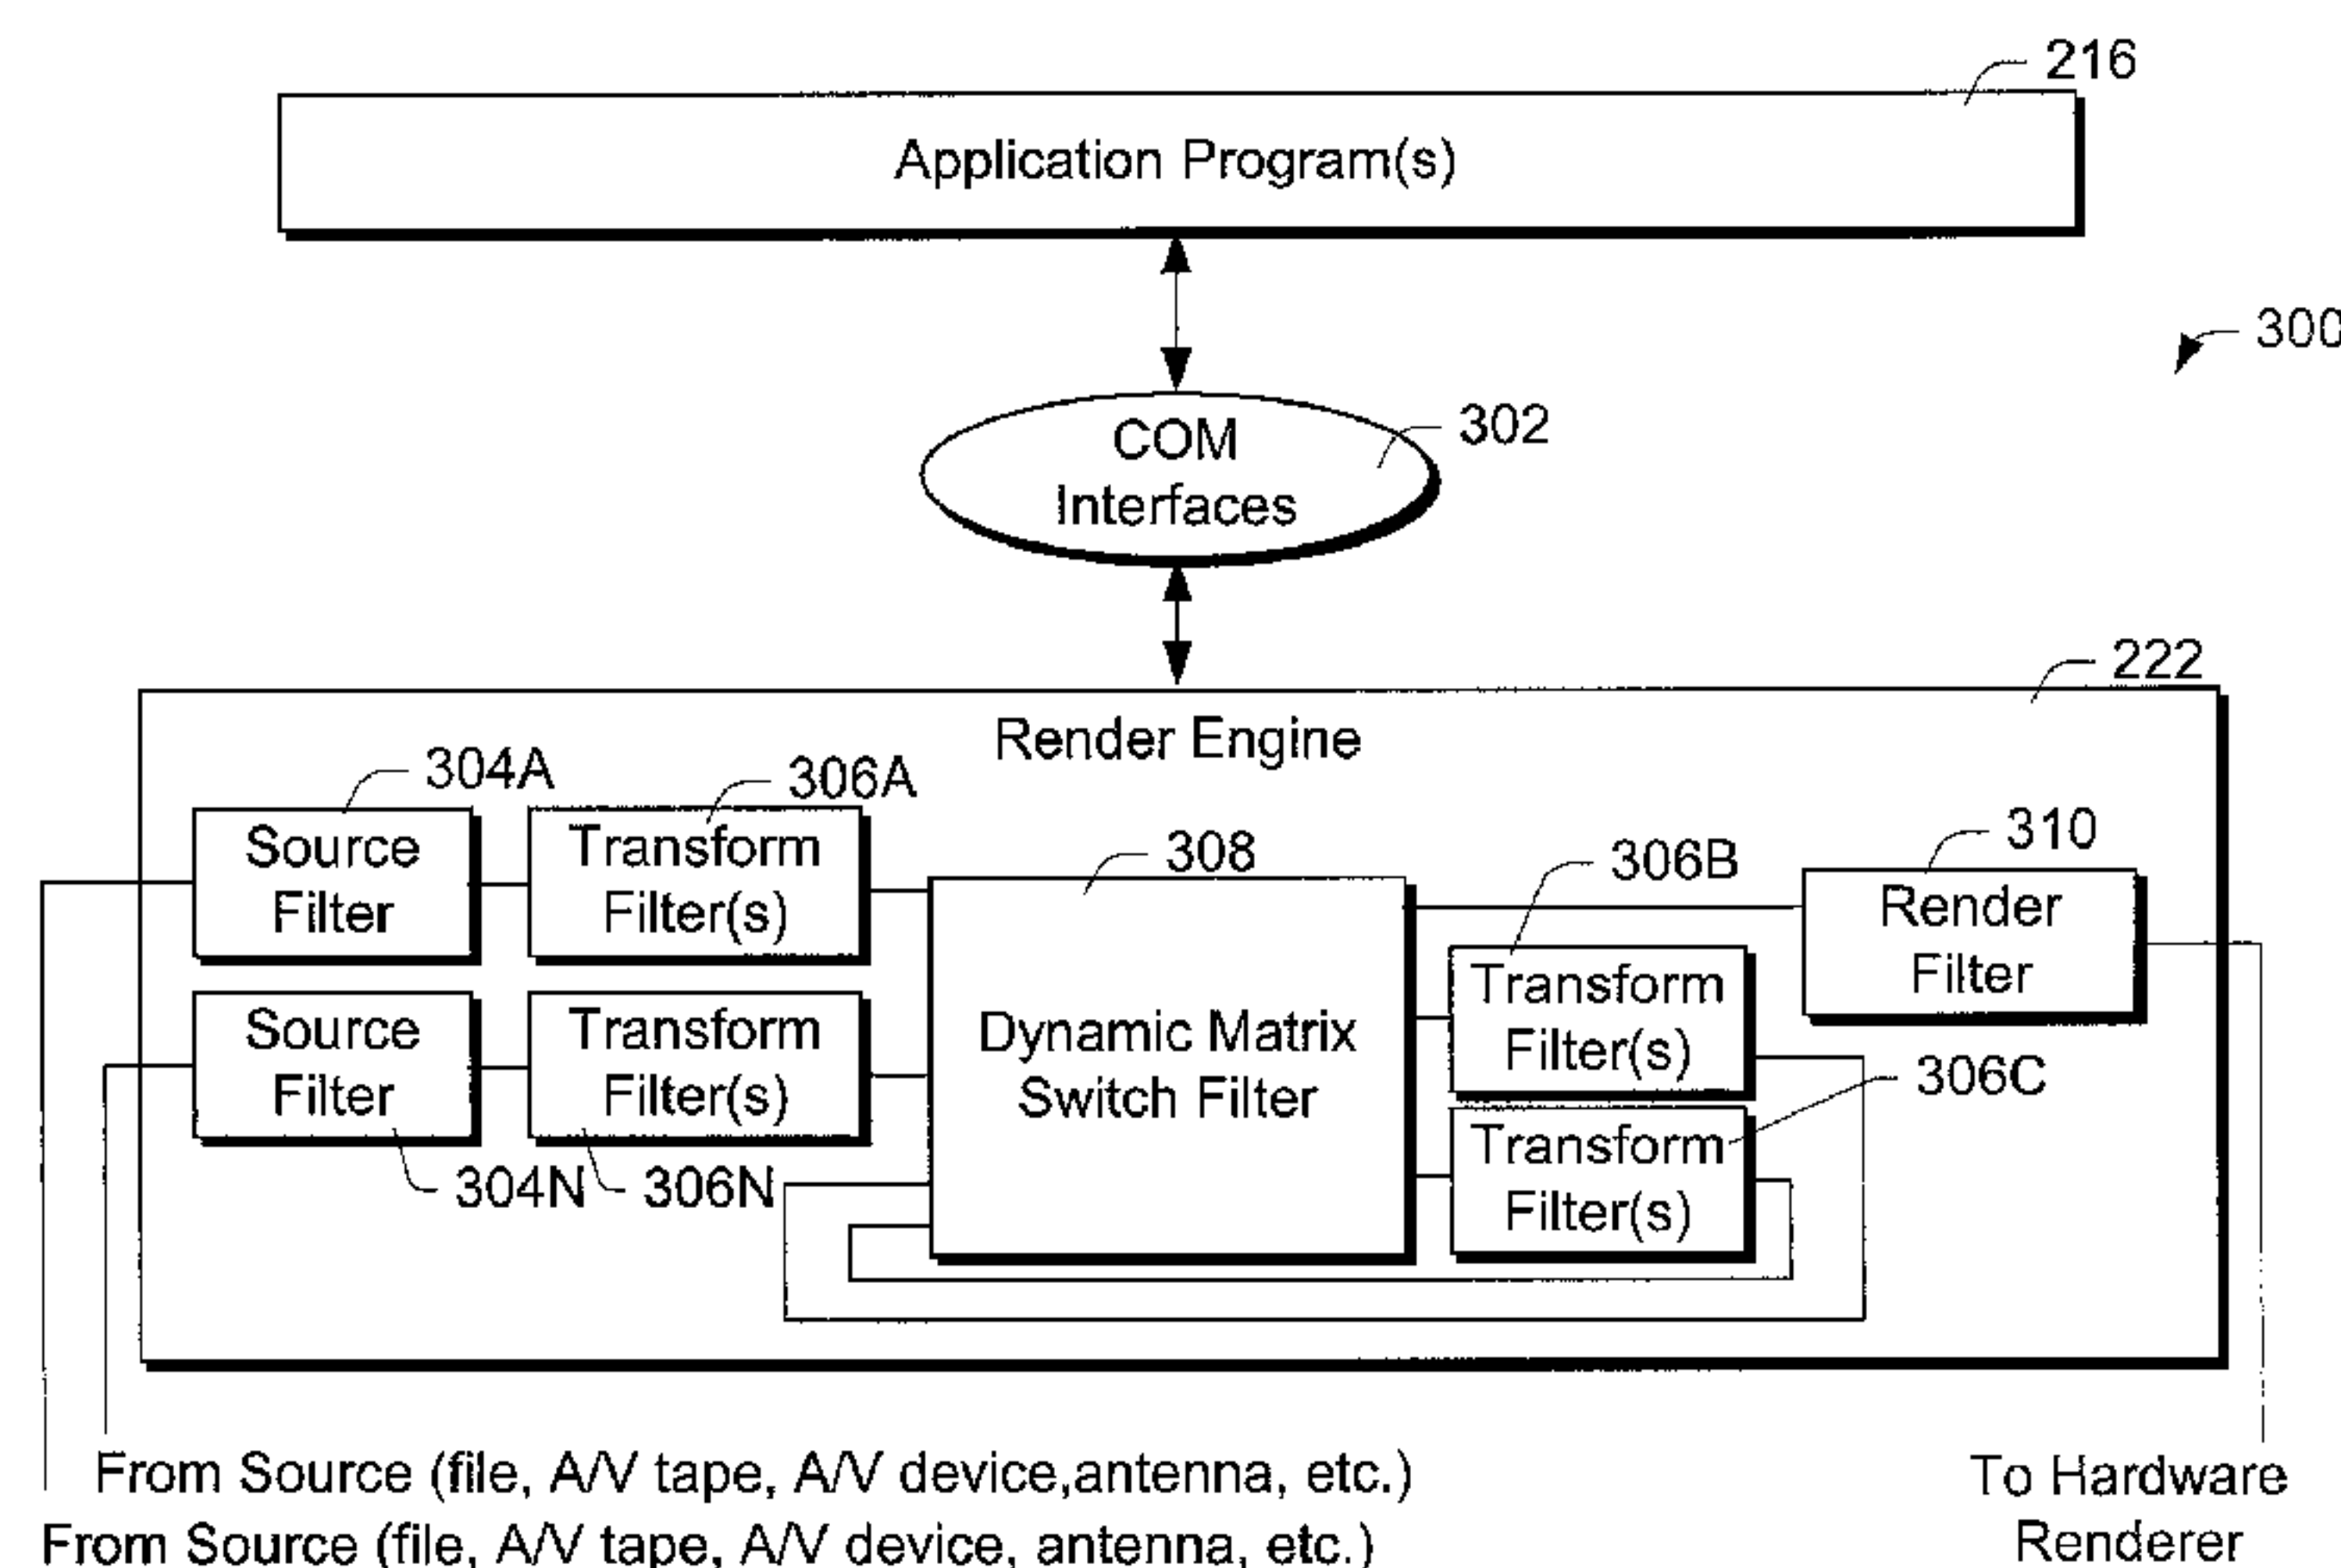 216
Application Program(s)
300
COM
Interfaces
302
222
Render Engine
304A
306A
Source
Filter
Transform
Filter(s)
308
306B
310
Render
Filter
Source
Filter
Transform
Filter(s)
Dynamic Matrix
Switch Filter
Transform
Filter(s)
306C
Transform
Filter(s)
304N
306N
From Source (file, A/V tape, A/V device,antenna, etc.)
From Source (file, A/V tape, A/V device, antenna, etc.)
To Hardware
Renderer